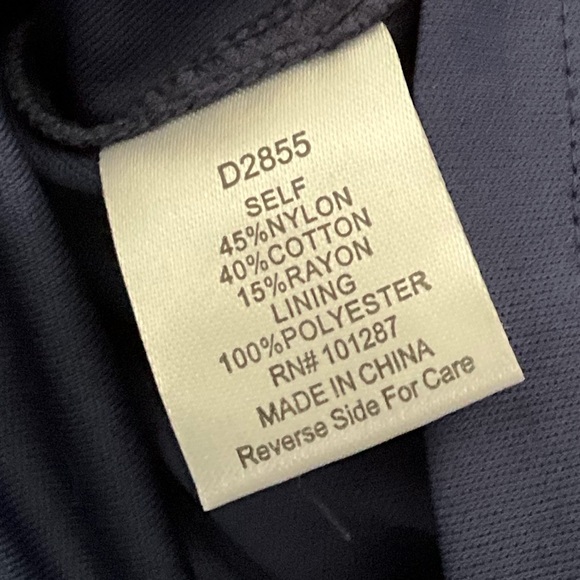 D2855
SELF
45%NYLON
40%COTTON
15%RAYON
LINING
100%POLYESTER
RN# 101287
MADE IN CHINA
Reverse Side For Care